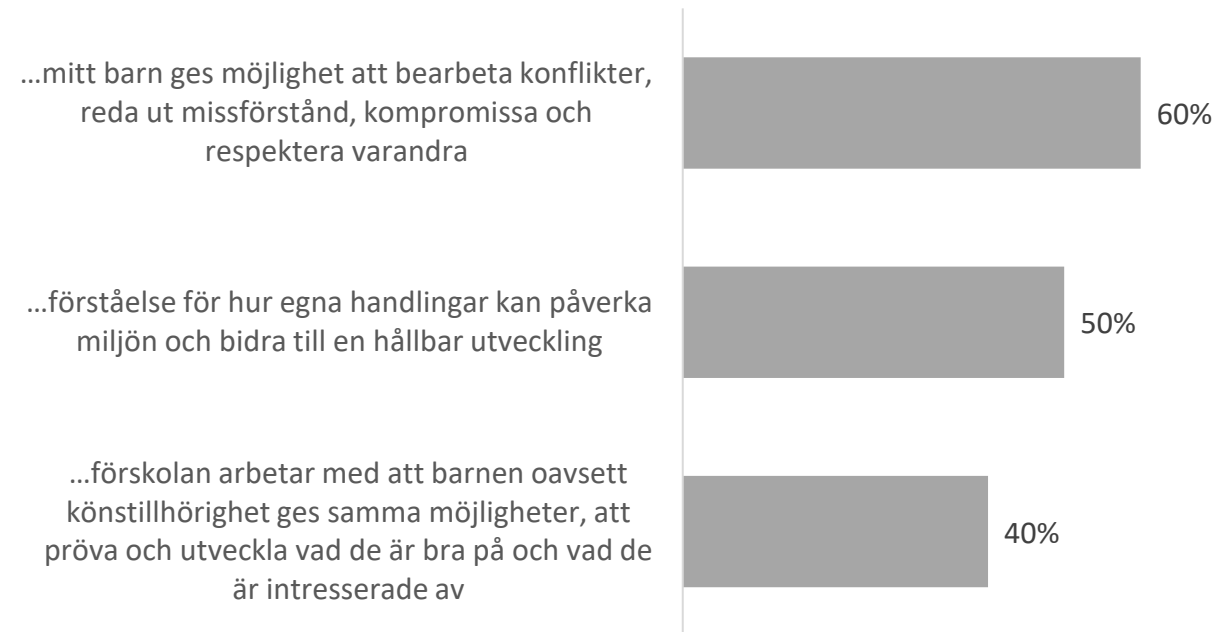 ...mitt barn ges möjlighet att bearbeta konflikter,
reda ut missförstånd, kompromissa och
respektera varandra
60%
...förståelse för hur egna handlingar kan påverka
miljön och bidra till en hållbar utveckling
50%
...förskolan arbetar med att barnen oavsett
könstillhörighet ges samma möjligheter, att
pröva och utveckla vad de är bra på och vad de
är intresserade av
40%